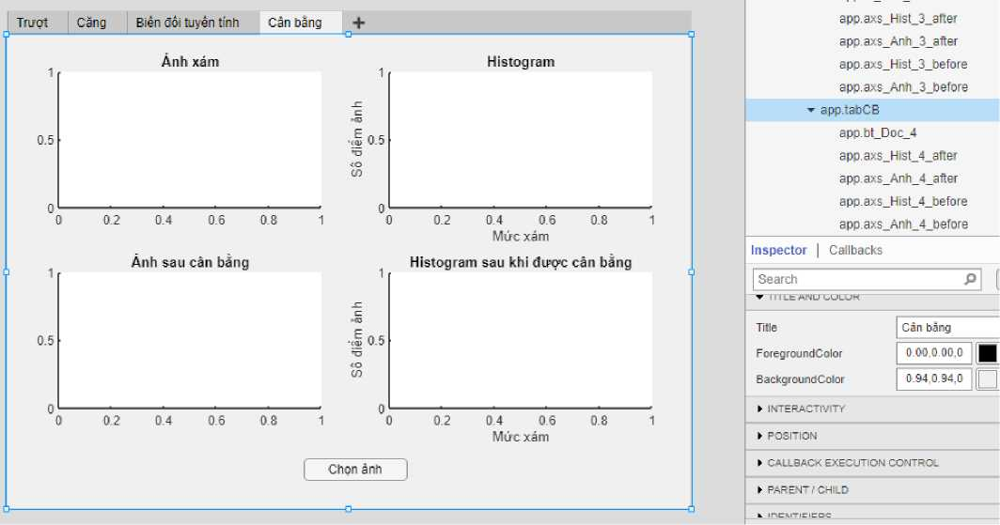 Trượt Căng Biến đổi tuyến tính Cân bằng
Ảnh xám
1
0.5
0
0 0.2 0.4 0.6 0.8 1
Histogram
Số điểm ảnh
1
0.5
0
0 0.2 0.4 0.6 0.8 1
Mức xám
Ảnh sau cân bằng
1
0.5
0
0 0.2 0.4 0.6 0.8 1
Histogram sau khi được cân bằng
Số điểm ảnh
1
0.5
0
0 0.2 0.4 0.6 0.8 1
Mức xám
Chọn ảnh
app.axs_Hist_3_after
app.axs_Anh_3_after
app.axs_Hist_3_before
app.axs_Anh_3_before
app.tabCB
app.bt_Doc_4
app.axs_Hist_4_after
app.axs_Anh_4_after
app.axs_Hist_4_before
app.axs_Anh_4_before
Inspector | Callbacks
Search
TITLE AND COLOR
Title Cân bằng
ForegroundColor 0.00,0.00,0
BackgroundColor 0.94,0.94,0
INTERACTIVITY
POSITION
CALLBACK EXECUTION CONTROL
PARENT / CHILD
IDENTIFIERS